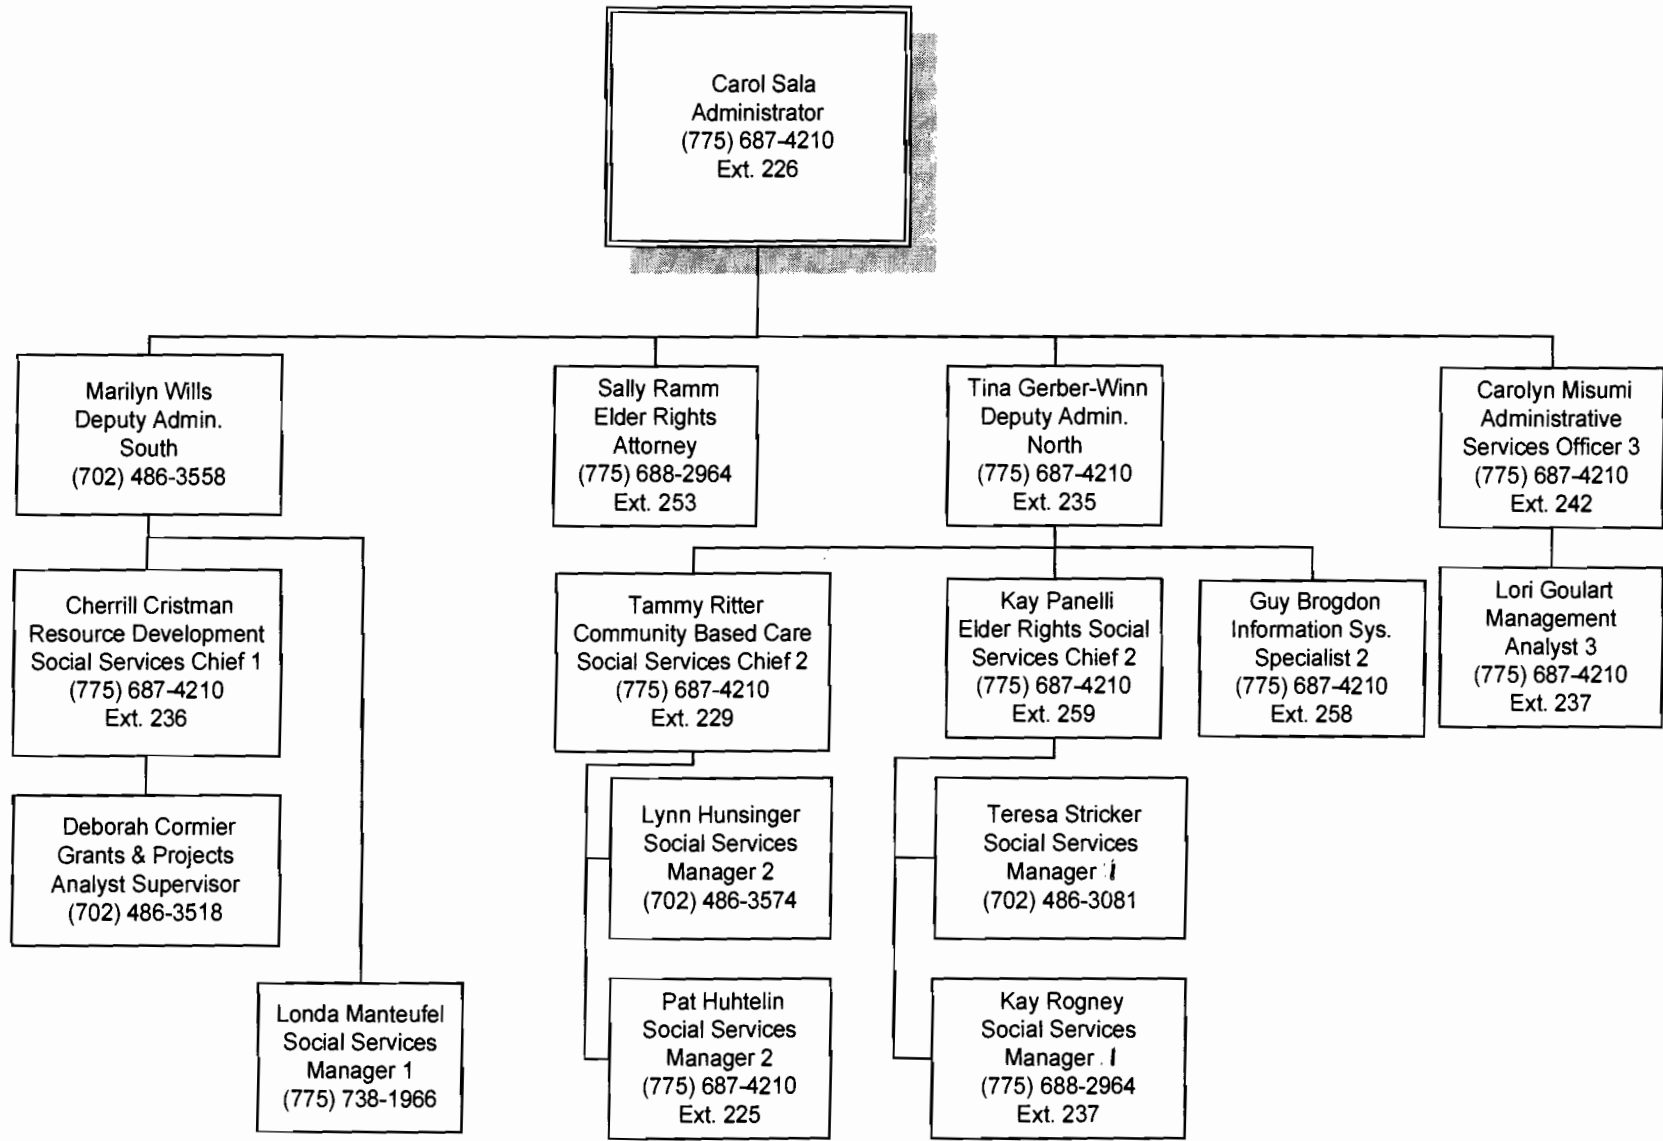 Carol Sala
Administrator
(775) 687-4210
Ext. 226
Marilyn Wills
Deputy Admin.
South
(702) 486-3558
Sally Ramm
Elder Rights
Attorney
(775) 688-2964
Ext. 253
Tina Gerber-Winn
Deputy Admin.
North
(775) 687-4210
Ext. 235
Carolyn Misumi
Administrative
Services Officer 3
(775) 687-4210
Ext. 242
Cherrill Cristman
Resource Development
Social Services Chief 1
(775) 687-4210
Ext. 236
Tammy Ritter
Community Based Care
Social Services Chief 2
(775) 687-4210
Ext. 229
Kay Panelli
Elder Rights Social
Services Chief 2
(775) 687-4210
Ext. 259
Guy Brogdon
Information Sys.
Specialist 2
(775) 687-4210
Ext. 258
Lori Goulart
Management
Analyst 3
(775) 687-4210
Ext. 237
Deborah Cormier
Grants & Projects
Analyst Supervisor
(702) 486-3518
Lynn Hunsinger
Social Services
Manager 2
(702) 486-3574
Teresa Stricker
Social Services
Manager 1
(702) 486-3081
Londa Manteufel
Social Services
Manager 1
(775) 738-1966
Pat Huhtelin
Social Services
Manager 2
(775) 687-4210
Ext. 225
Kay Rogney
Social Services
Manager 1
(775) 688-2964
Ext. 237